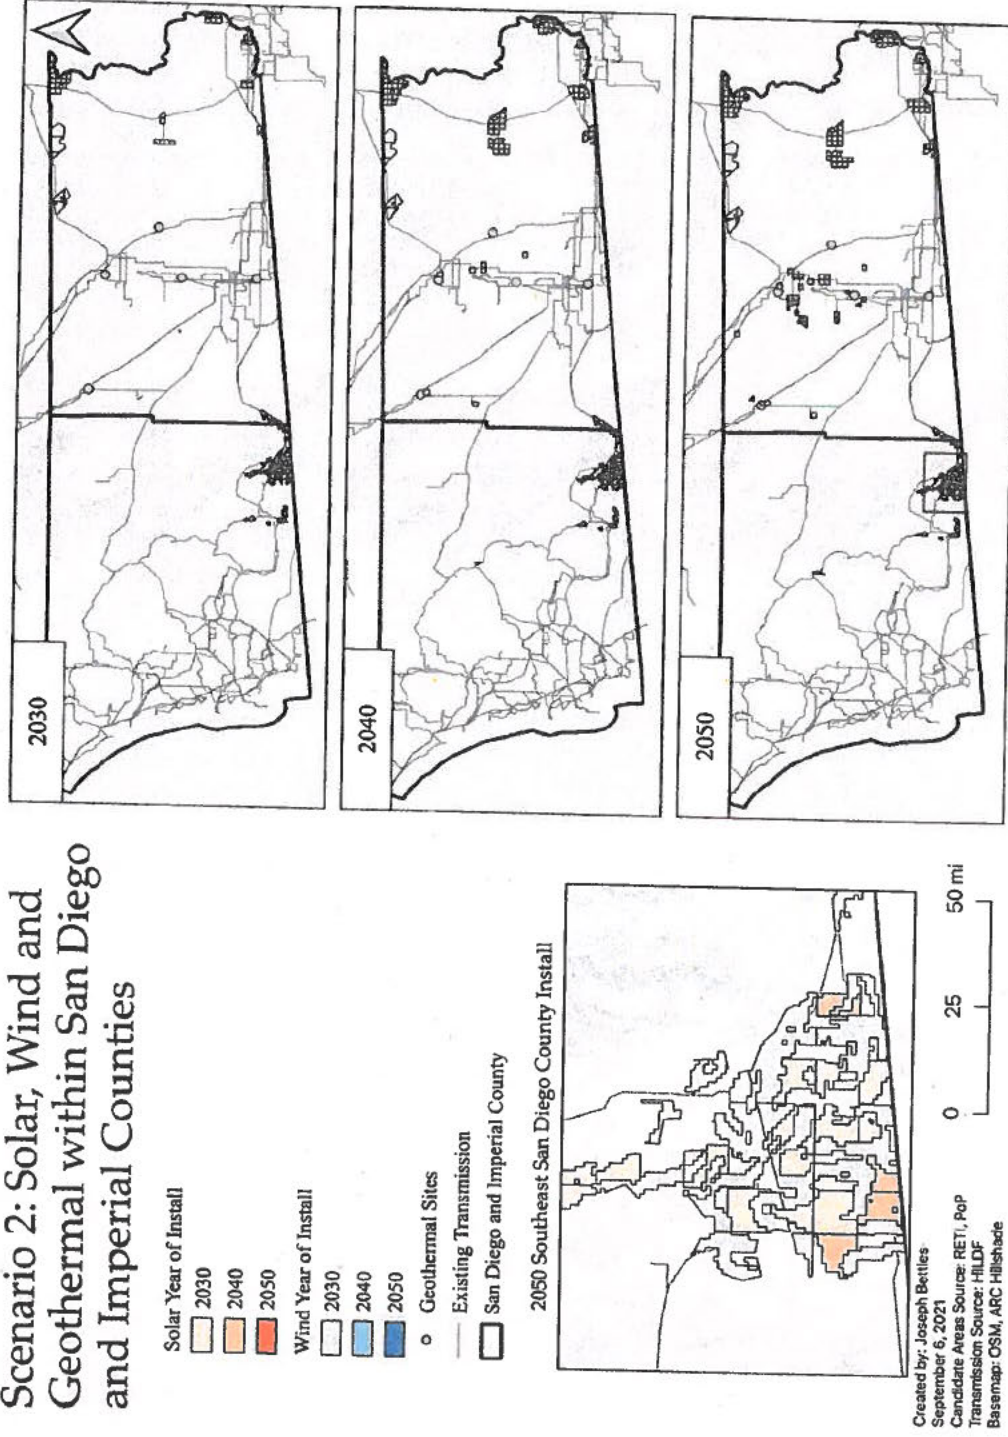 Scenario 2: Solar, Wind and
Geothermal within San Diego
and Imperial Counties
Solar Year of Install
2030
2040
2050
Wind Year of Install
2030
2040
2050
Geothermal Sites
Existing Transmission
San Diego and Imperial County
2050 Southeast San Diego County Install
Created by: Joseph Bettles
September 6, 2021
Candidate Areas Source: RETI, PoP
Transmission Source: HILDF
Basemap: OSM, ARC Hillshade
0 25 50 mi
2030
2040
2050